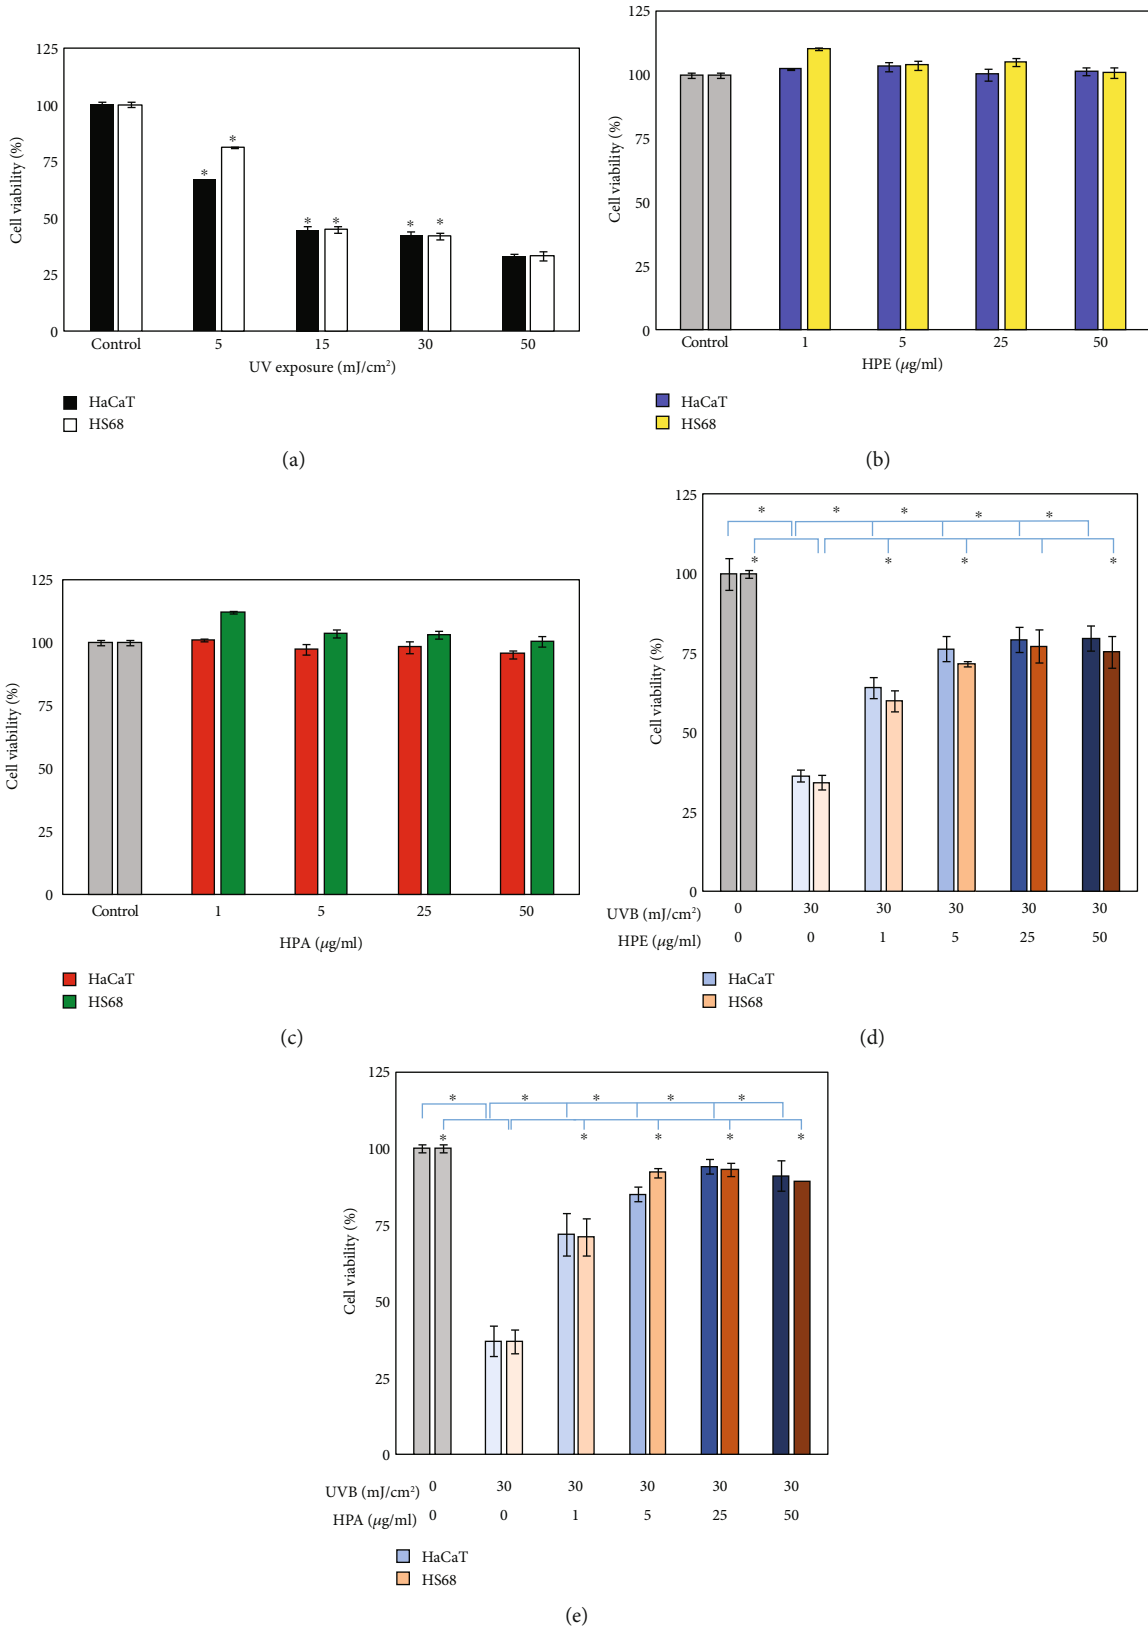 125
100
75
50
25
0
Cell viability (%)
* * * * * *
Control 5 15 30 50
UV exposure (mJ/cm²)
HaCaT
HS68
(a)
125
100
75
50
25
0
Cell viability (%)
Control 1 5 25 50
HPE (μg/ml)
HaCaT
HS68
(b)
125
100
75
50
25
0
Cell viability (%)
Control 1 5 25 50
HPA (μg/ml)
HaCaT
HS68
(c)
125
100
75
50
25
0
Cell viability (%)
* * * * *
* * * *
UVB (mJ/cm²) 0 30 30 30 30 30
HPE (μg/ml) 0 0 1 5 25 50
HaCaT
HS68
(d)
125
100
75
50
25
0
Cell viability (%)
* * * * *
* * * * *
UVB (mJ/cm²) 0 30 30 30 30 30
HPA (μg/ml) 0 0 1 5 25 50
HaCaT
HS68
(e)